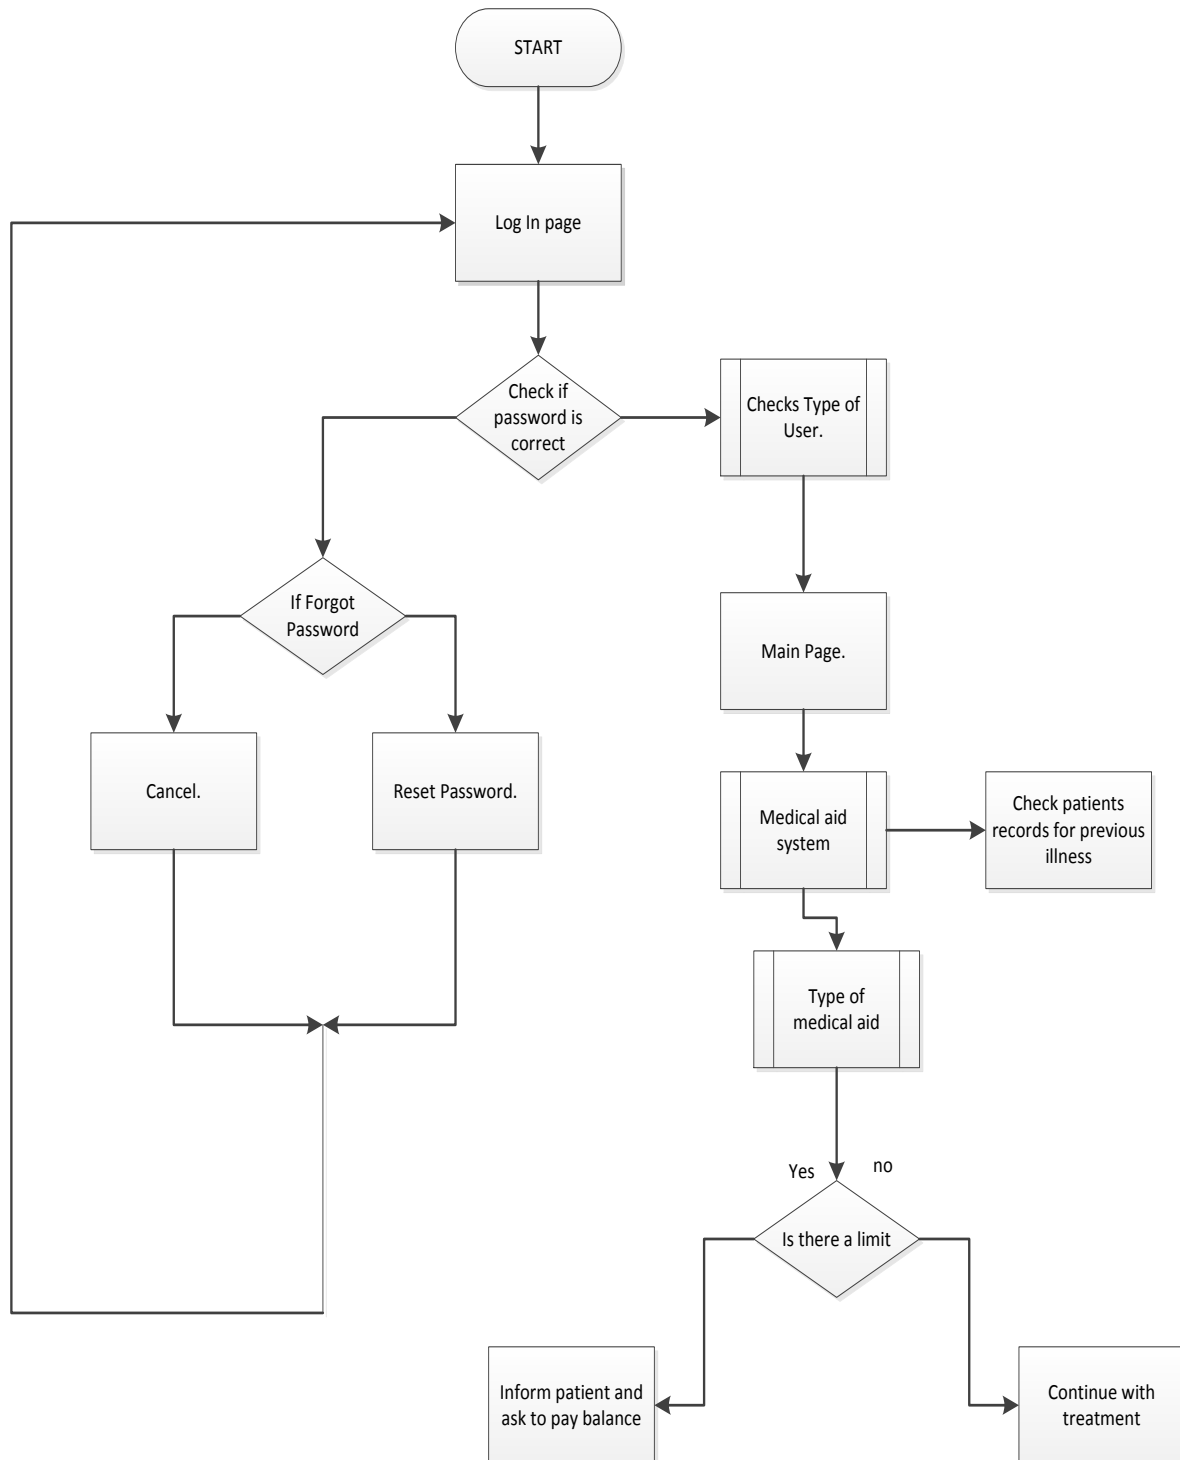 START
Log In page
Check if
password is
correct
Checks Type of
User.
If Forgot
Password
Main Page.
Cancel.
Reset Password.
Medical aid
system
Check patients
records for previous
illness
Type of
medical aid
Yes
no
Is there a limit
Inform patient and
ask to pay balance
Continue with
treatment